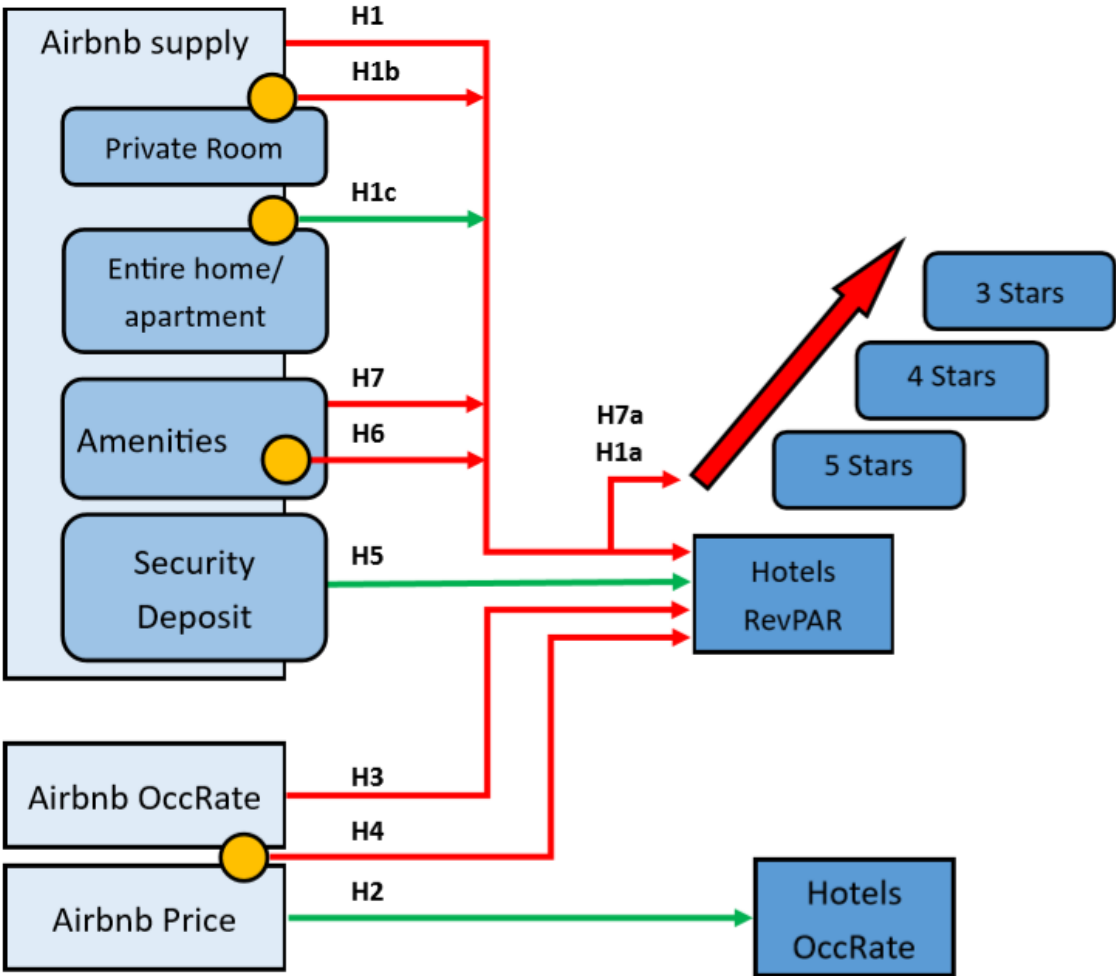 Airbnb supply
H1
H1b
Private Room
H1c
Entire home/
apartment
H7
Amenities
H6
Security
Deposit
H5
H7a
H1a
3 Stars
4 Stars
5 Stars
Hotels
RevPAR
Airbnb OccRate
H3
H4
Airbnb Price
H2
Hotels
OccRate